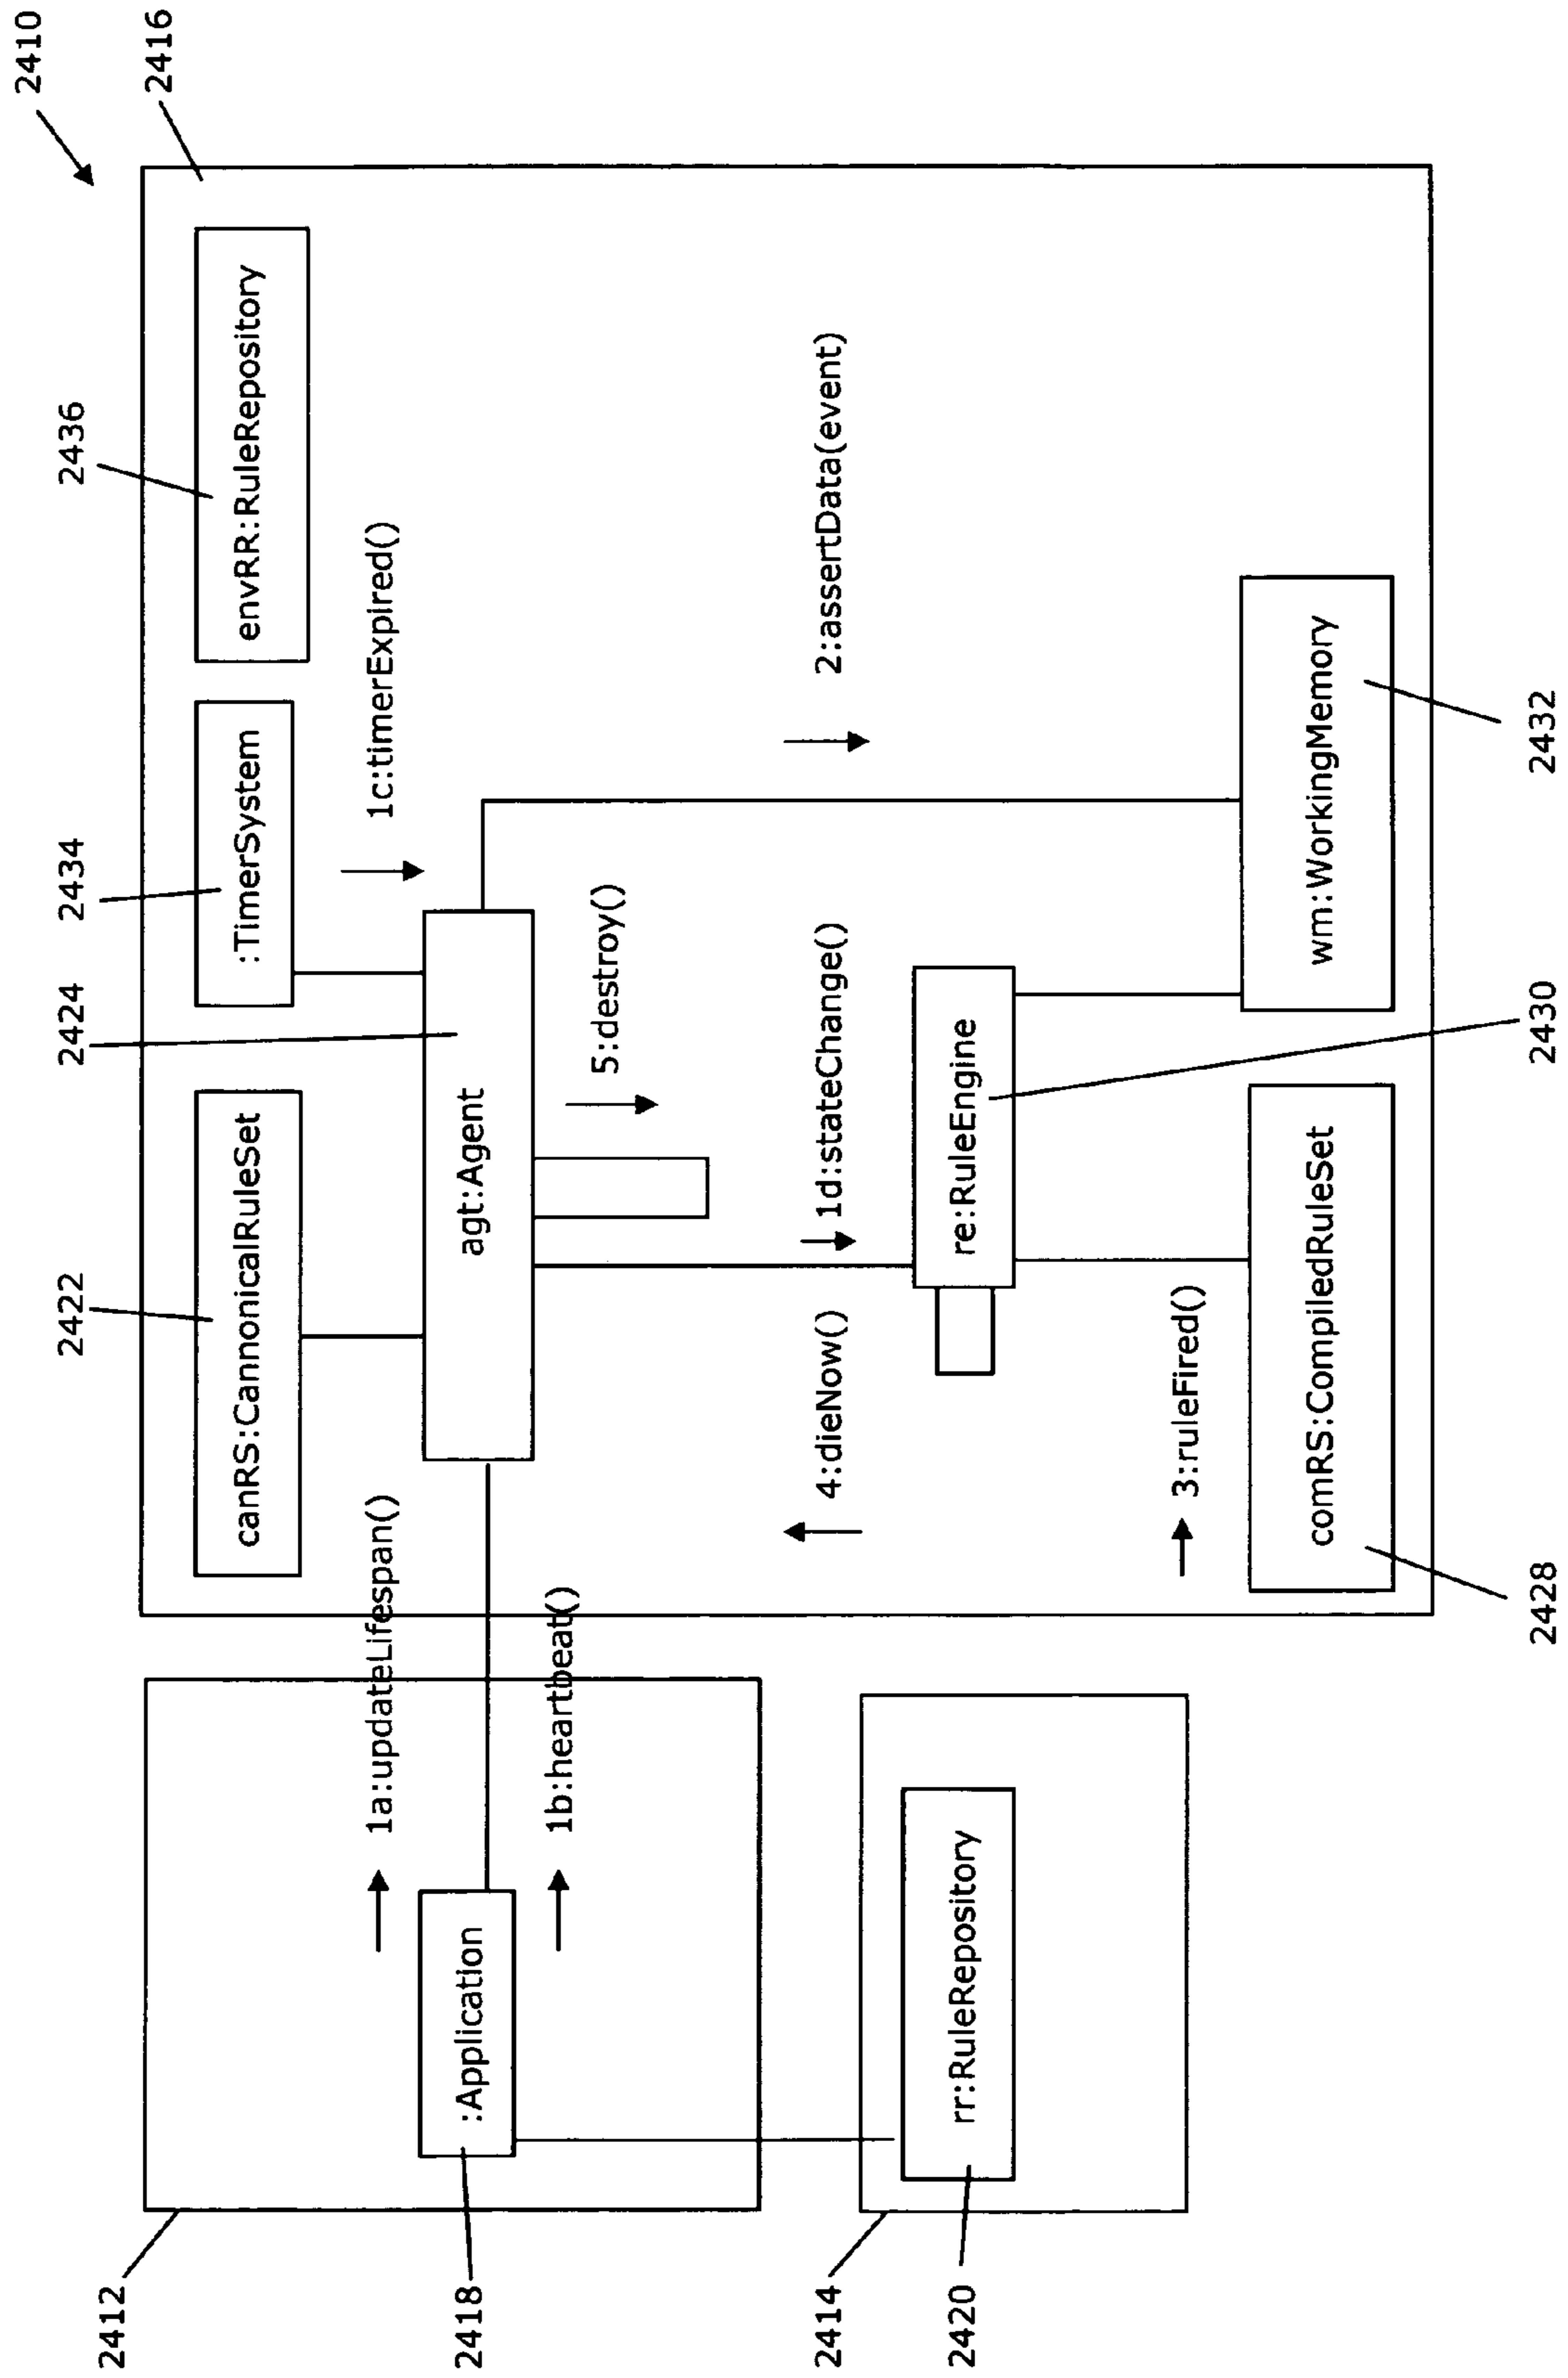 2410
2416
2436
2434
2424
2422
envRR:RuleRepository
:TimerSystem
canRS:CannonicalRuleSet
1c:timerExpired()
1a:updateLifespan()
agt:Agent
:Application
1b:heartbeat()
5:destroy()
2:assertData(event)
1d:stateChange()
4:dieNow()
re:RuleEngine
rr:RuleRepository
3:ruleFired()
wm:WorkingMemory
comRS:CompiledRuleSet
2432
2430
2428
2412
2418
2414
2420